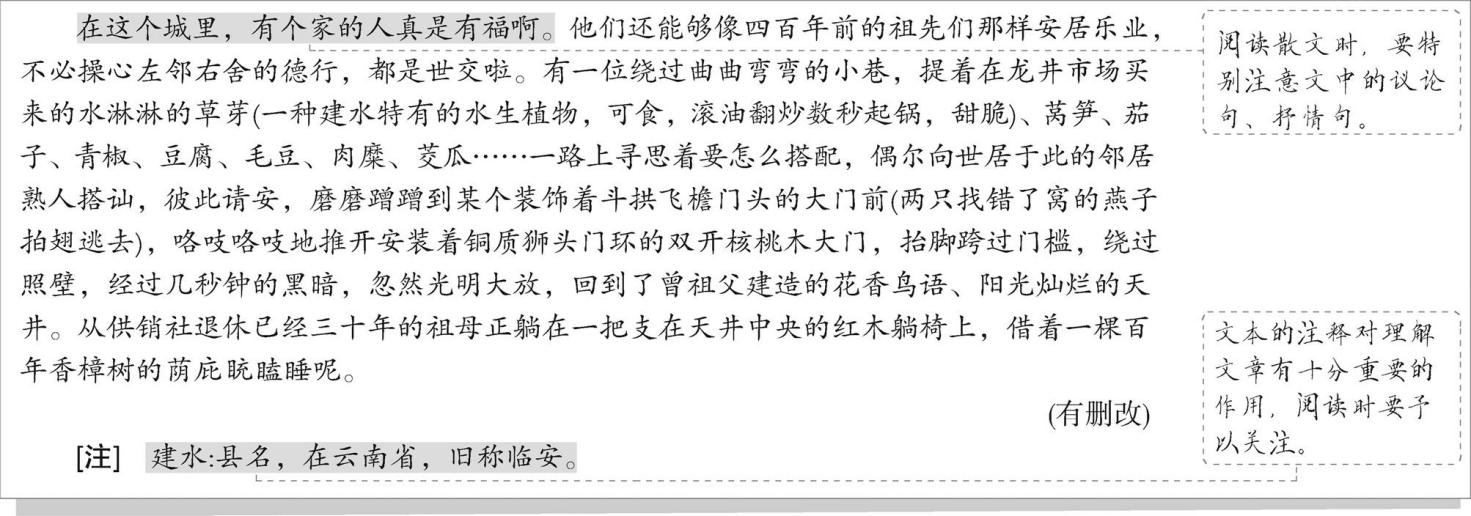 在这个城里，有个家的人真是有福啊。他们还能够像四百年前的祖先们那样安居乐业，
不必操心左邻右舍的德行，都是世交啦。有一位绕过曲曲弯弯的小巷，提着在龙井市场买
来的水淋淋的草芽(一种建水特有的水生植物，可食，滚油翻炒数秒起锅，甜脆)、莴笋、茄
子、青椒、豆腐、毛豆、肉糜、茭瓜……一路上寻思着要怎么搭配，偶尔向世居于此的邻居
熟人搭讪，彼此请安，磨磨蹭蹭到某个装饰着斗拱飞檐门头的大门前(两只找错了窝的燕子
拍翅逃去)，咯吱咯吱地推开安装着铜质狮头门环的双开核桃木大门，抬脚跨过门槛，绕过
照壁，经过几秒钟的黑暗，忽然光明大放，回到了曾祖父建造的花香鸟语、阳光灿烂的天
井。从供销社退休已经三十年的祖母正躺在一把支在天井中央的红木躺椅上，借着一棵百
年香樟树的荫庇晥瞌睡呢。
(有删改)
[注] 建水:县名，在云南省，旧称临安。
阅读散文时，要特
别注意文中的议论
句、抒情句。
文本的注释对理解
文章有十分重要的
作用，阅读时要予
以关注。